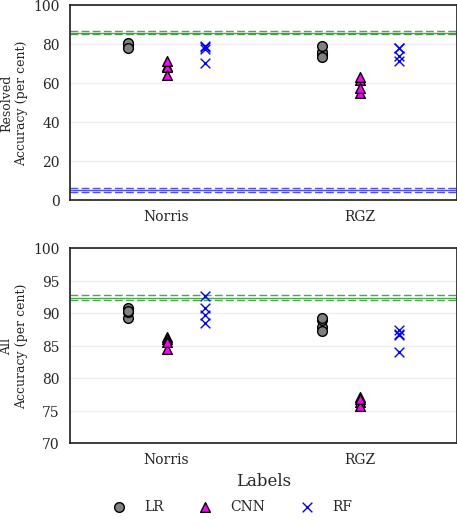 Resolved
Accuracy (per cent)
100
80
60
40
20
0
Norris
RGZ
All
Accuracy (per cent)
100
95
90
85
80
75
70
Norris
RGZ
Labels
LR
CNN
RF